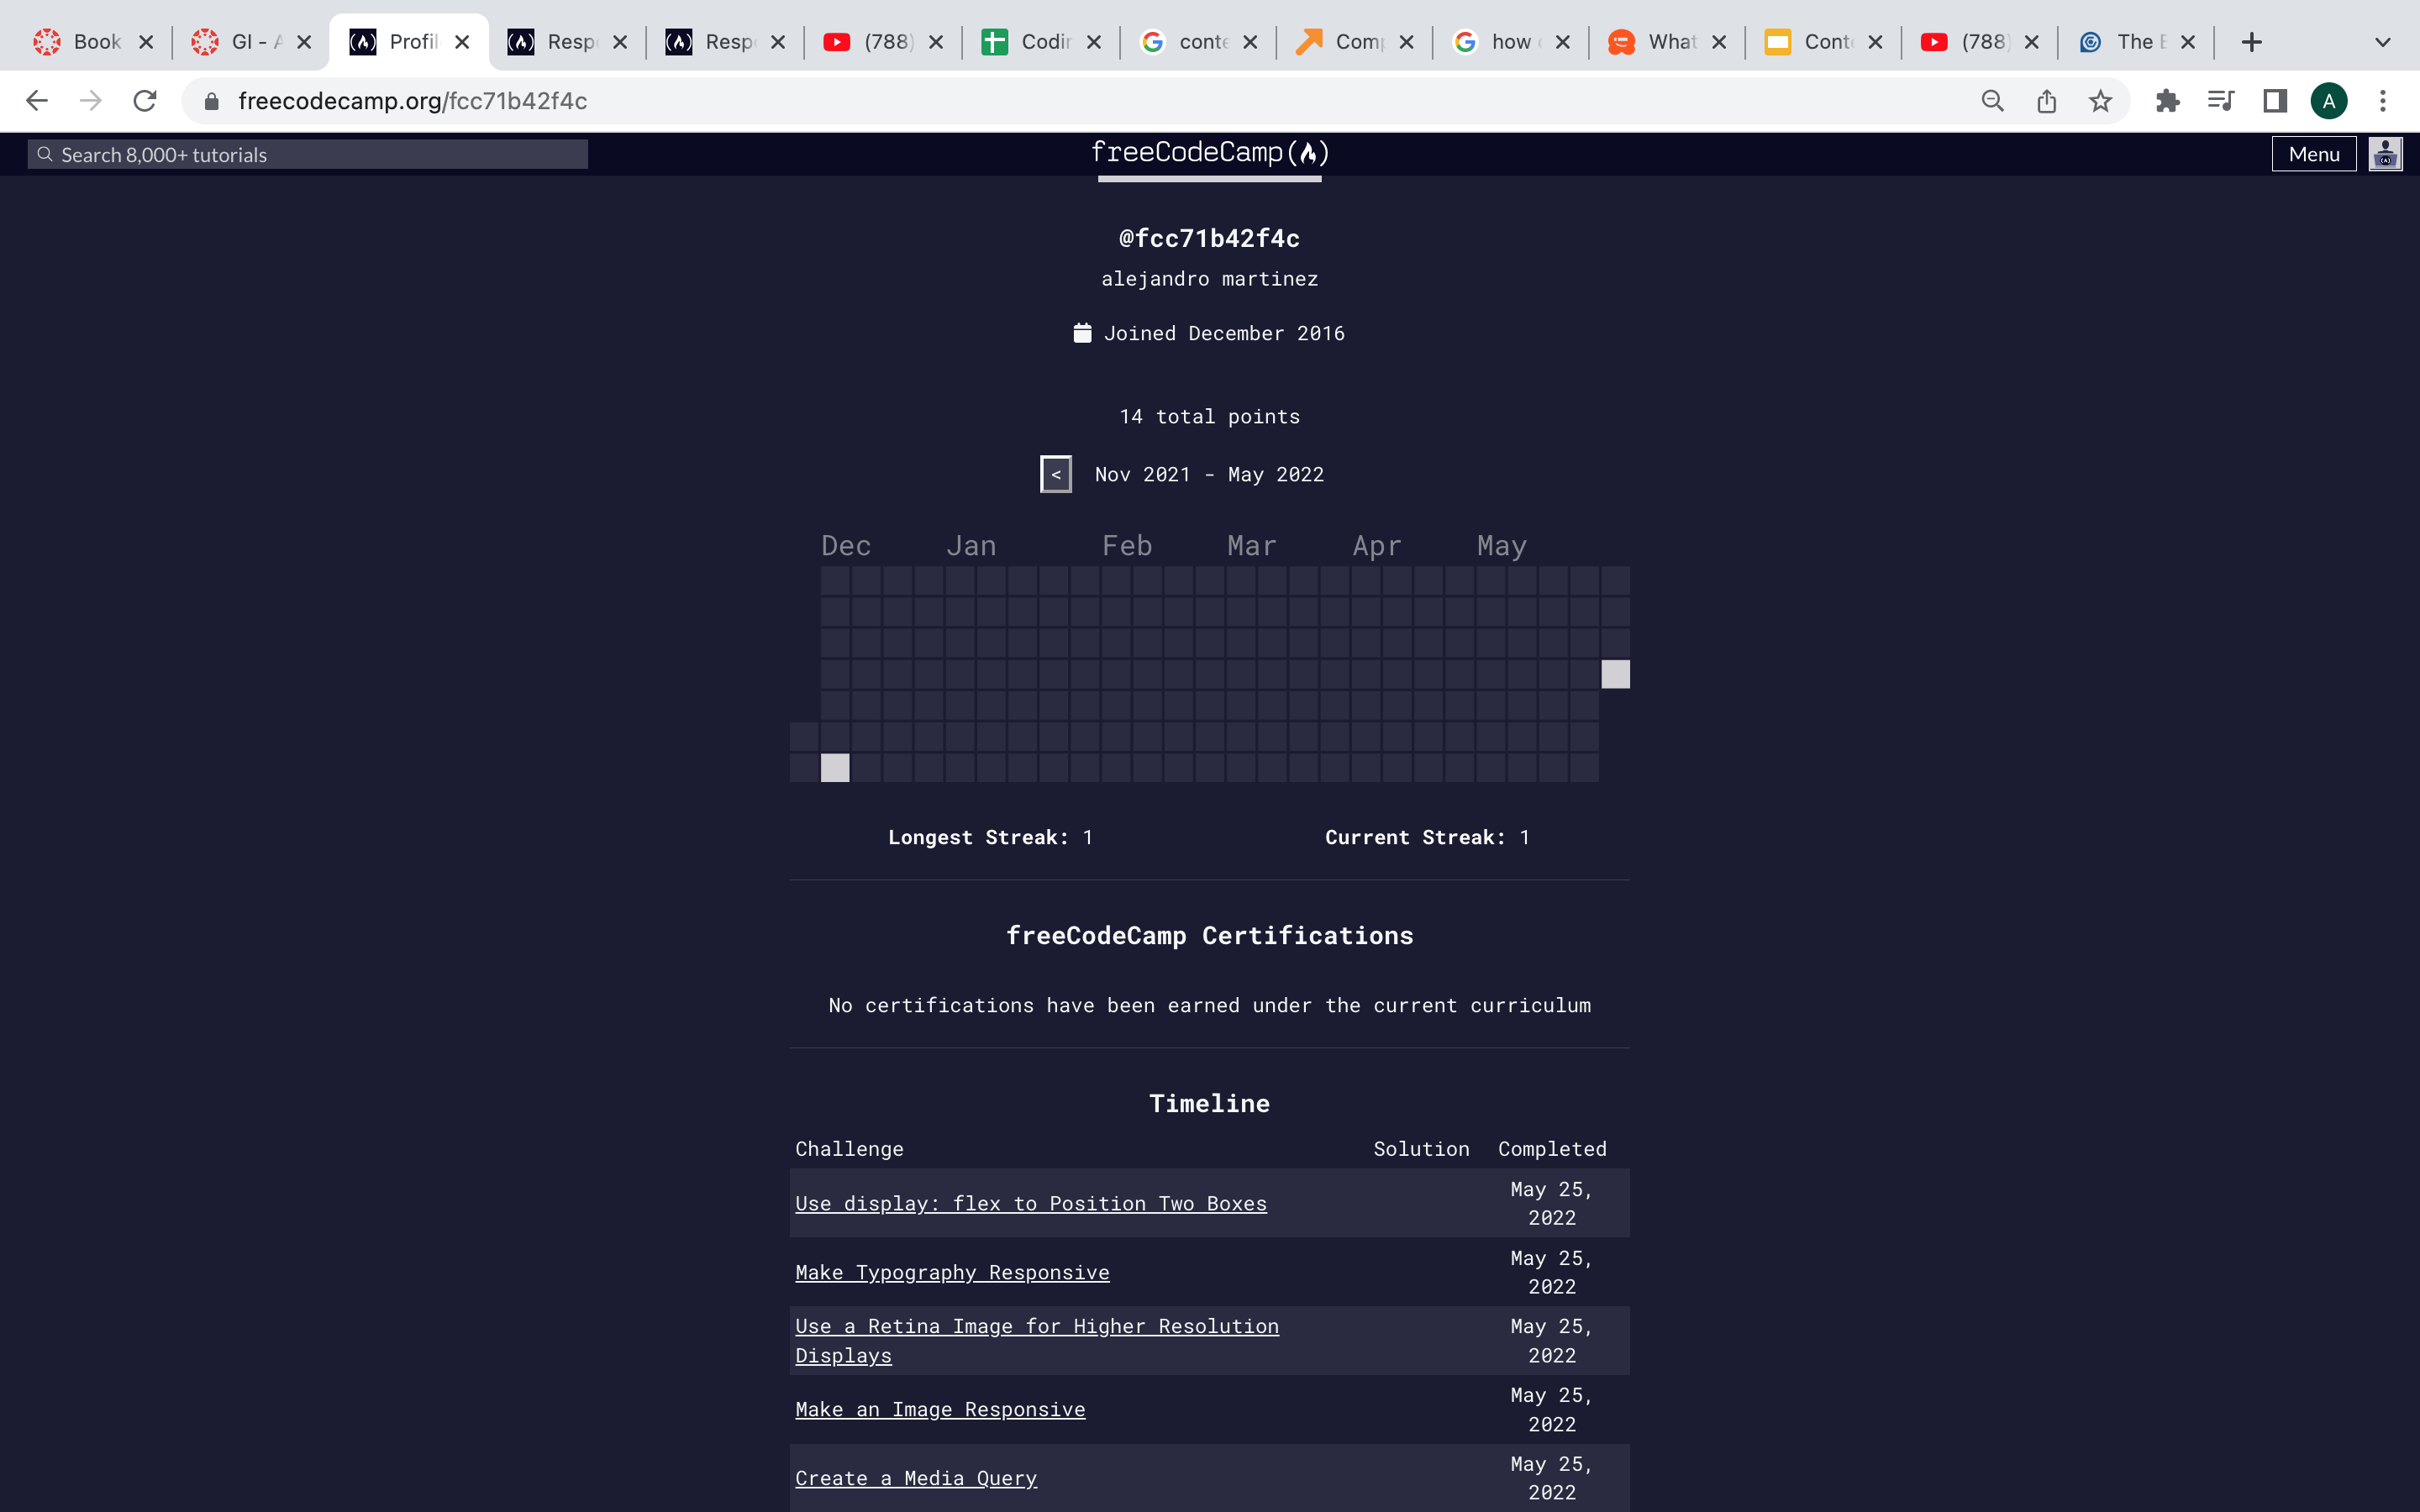 Book
GI - A
Profil
Resp
Resp
(788)
Codin
conte
Comp
how
What
Conte
(788)
The
freecodecamp.org/fcc71b42f4c
A
Search 8,000+ tutorials
freeCodeCamp
Menu
@fcc71b42f4c
alejandro martinez
Joined December 2016
14 total points
< Nov 2021 - May 2022
Dec Jan Feb Mar Apr May
Longest Streak: 1 Current Streak: 1
freeCodeCamp Certifications
No certifications have been earned under the current curriculum
Timeline
Challenge Solution Completed
Use display: flex to Position Two Boxes May 25,
2022
Make Typography Responsive May 25,
2022
Use a Retina Image for Higher Resolution May 25,
Displays 2022
Make an Image Responsive May 25,
2022
Create a Media Query May 25,
2022